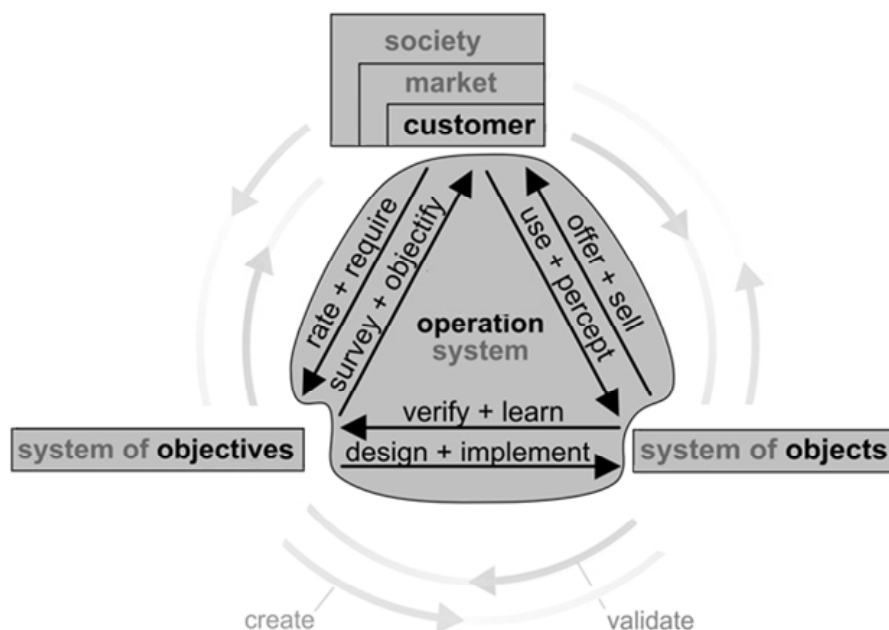 society
market
customer
rate + require
survey + objectify
use + percept
offer + sell
operation
system
verify + learn
design + implement
system of objectives
system of objects
create
validate